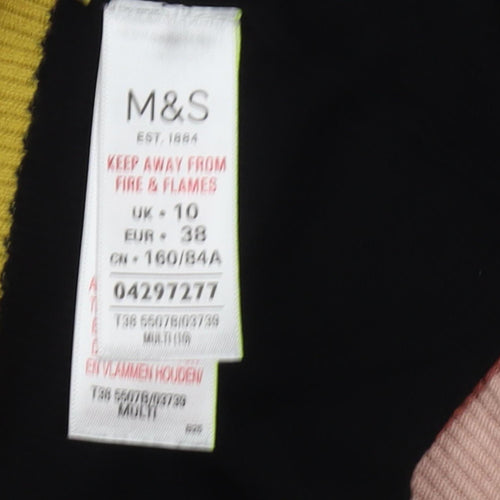 M&S
EST. 1884
KEEP AWAY FROM
FIRE & FLAMES
UK • 10
EUR • 38
CN • 160/84A
04297277
T38 5507B/03739
MULTI (10)
EN VLAMMEN HOUDEN/
T38 5507B/03739
MULTI